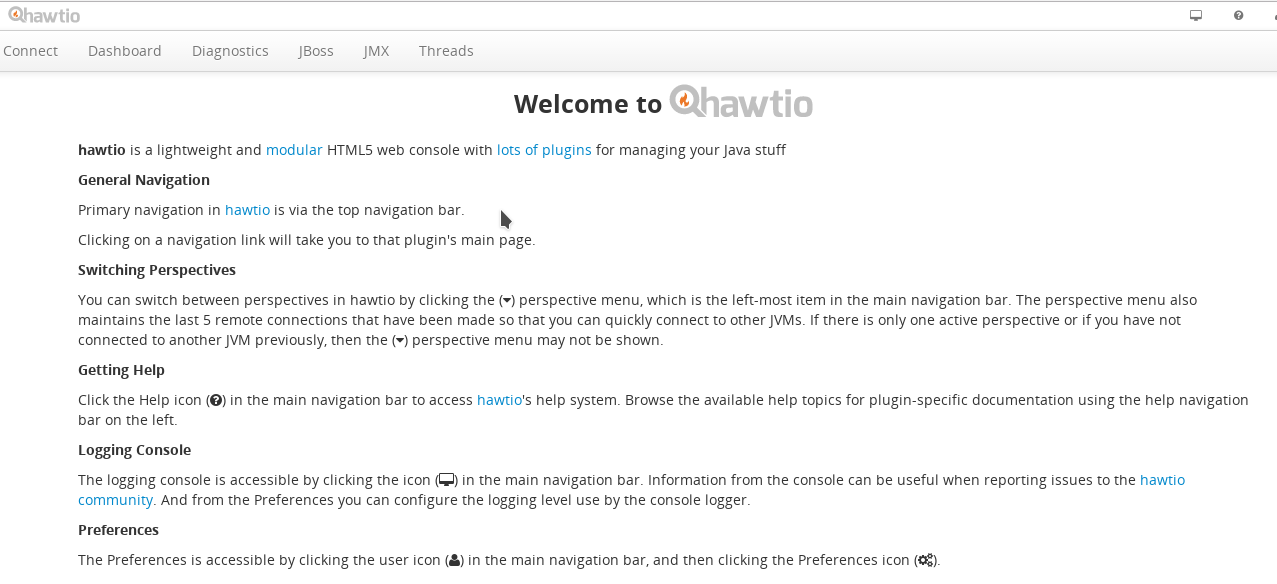 hawtio
Connect Dashboard Diagnostics JBoss JMX Threads
Welcome to hawtio
hawtio is a lightweight and modular HTML5 web console with lots of plugins for managing your Java stuff
General Navigation
Primary navigation in hawtio is via the top navigation bar.
Clicking on a navigation link will take you to that plugin's main page.
Switching Perspectives
You can switch between perspectives in hawtio by clicking the () perspective menu, which is the left-most item in the main navigation bar. The perspective menu also
maintains the last 5 remote connections that have been made so that you can quickly connect to other JVMs. If there is only one active perspective or if you have not
connected to another JVM previously, then the () perspective menu may not be shown.
Getting Help
Click the Help icon (?) in the main navigation bar to access hawtio's help system. Browse the available help topics for plugin-specific documentation using the help navigation
bar on the left.
Logging Console
The logging console is accessible by clicking the icon () in the main navigation bar. Information from the console can be useful when reporting issues to the hawtio
community. And from the Preferences you can configure the logging level use by the console logger.
Preferences
The Preferences is accessible by clicking the user icon () in the main navigation bar, and then clicking the Preferences icon ().